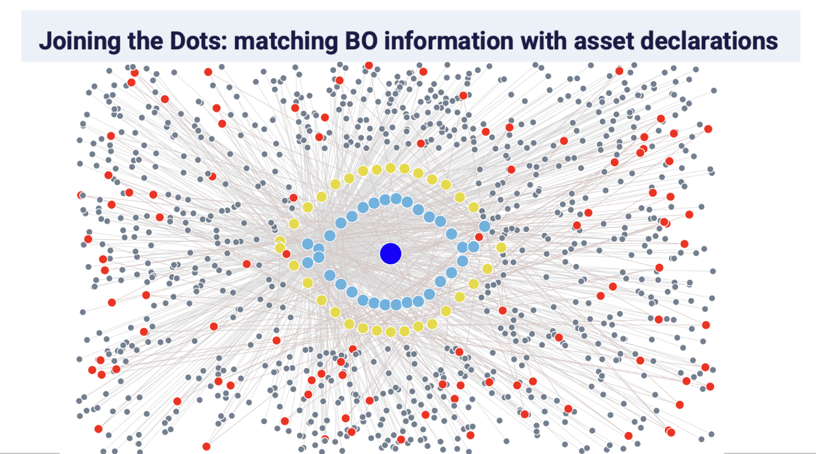 Joining the Dots: matching BO information with asset declarations